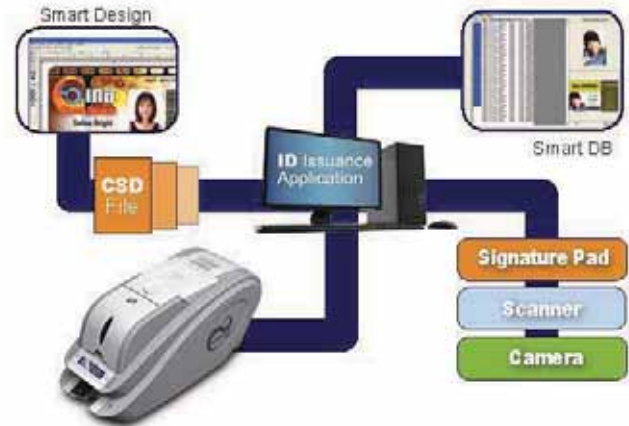 Smart Design
Smart DB
CSD
File
ID Issuance
Application
Signature Pad
Scanner
Camera